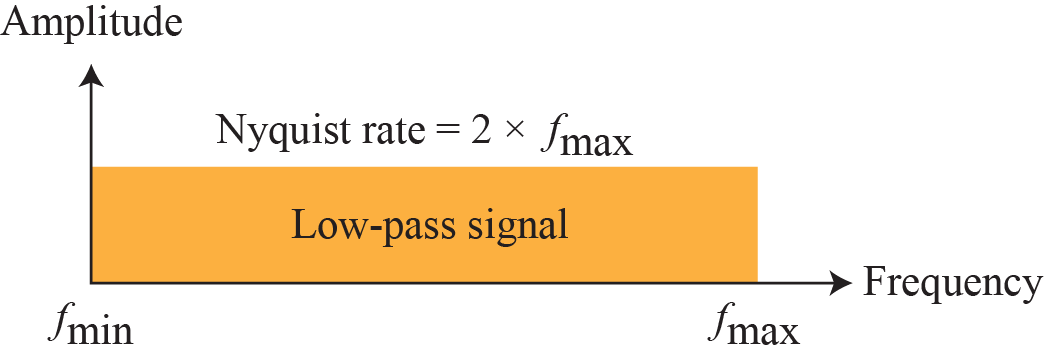 Amplitude
Nyquist rate = 2 × fmax
Low-pass signal
Frequency
fmin
fmax